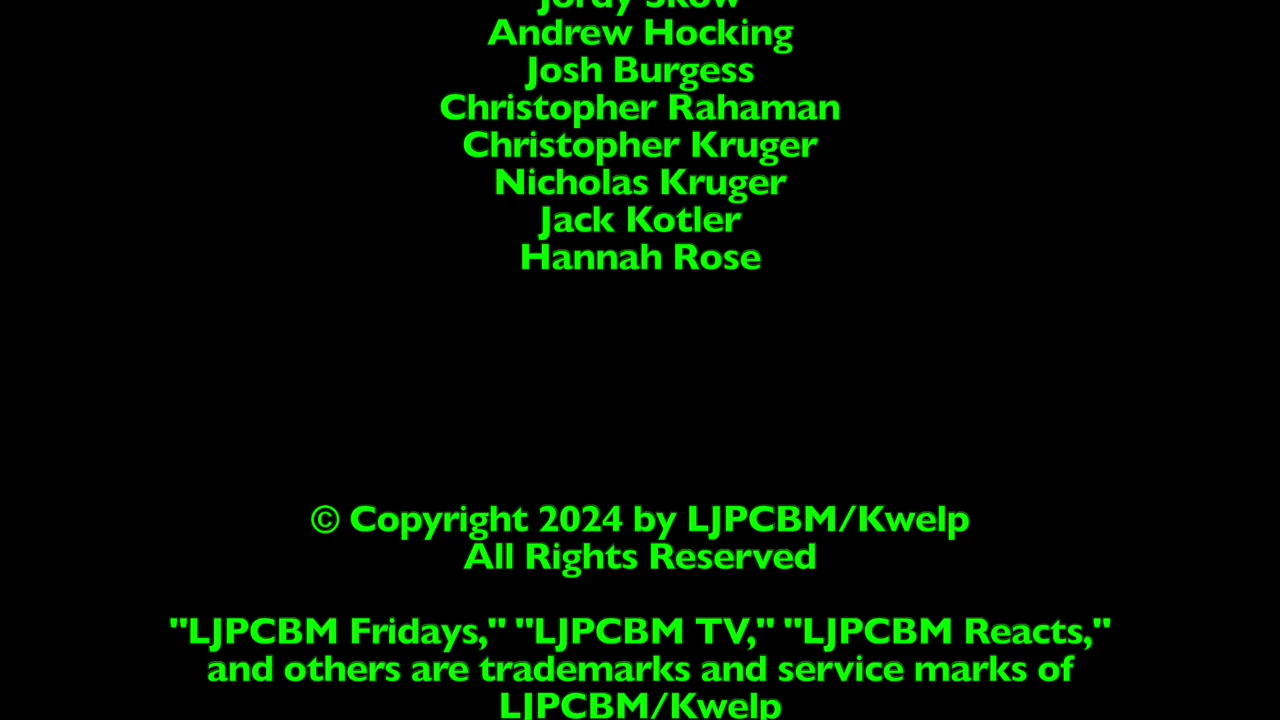 Jordy Skow
Andrew Hocking
Josh Burgess
Christopher Rahaman
Christopher Kruger
Nicholas Kruger
Jack Kotler
Hannah Rose
© Copyright 2024 by LJPCBM/Kwelp
All Rights Reserved
"LJPCBM Fridays," "LJPCBM TV," "LJPCBM Reacts,"
and others are trademarks and service marks of
LJPCBM/Kwelp